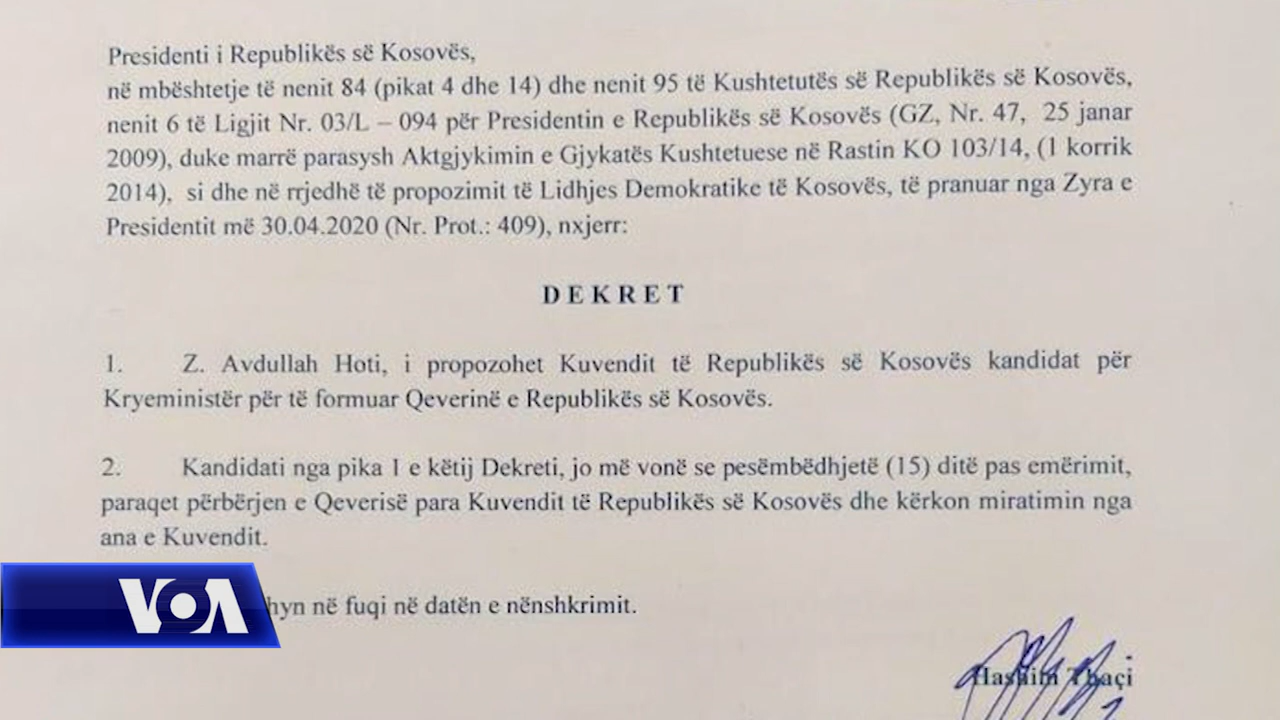 Presidenti i Republikës së Kosovës,
në mbështetje të nenit 84 (pikat 4 dhe 14) dhe nenit 95 të Kushtetutës së Republikës së Kosovës,
nenit 6 të Ligjit Nr. 03/L – 094 për Presidentin e Republikës së Kosovës (GZ, Nr. 47, 25 janar
2009), duke marrë parasysh Aktgjykimin e Gjykatës Kushtetuese në Rastin KO 103/14, (1 korrik
2014), si dhe në rrjedhë të propozimit të Lidhjes Demokratike të Kosovës, të pranuar nga Zyra e
Presidentit më 30.04.2020 (Nr. Prot.: 409), nxjerr:
DEKRET
1. Z. Avdullah Hoti, i propozohet Kuvendit të Republikës së Kosovës kandidat për
Kryeministër për të formuar Qeverinë e Republikës së Kosovës.
2. Kandidati nga pika 1 e këtij Dekreti, jo më vonë se pesëmbëdhjetë (15) ditë pas emërimit,
paraqet përbërjen e Qeverisë para Kuvendit të Republikës së Kosovës dhe kërkon miratimin nga
ana e Kuvendit.
hyn në fuqi në datën e nënshkrimit.
VOA
Hashim Thaçi